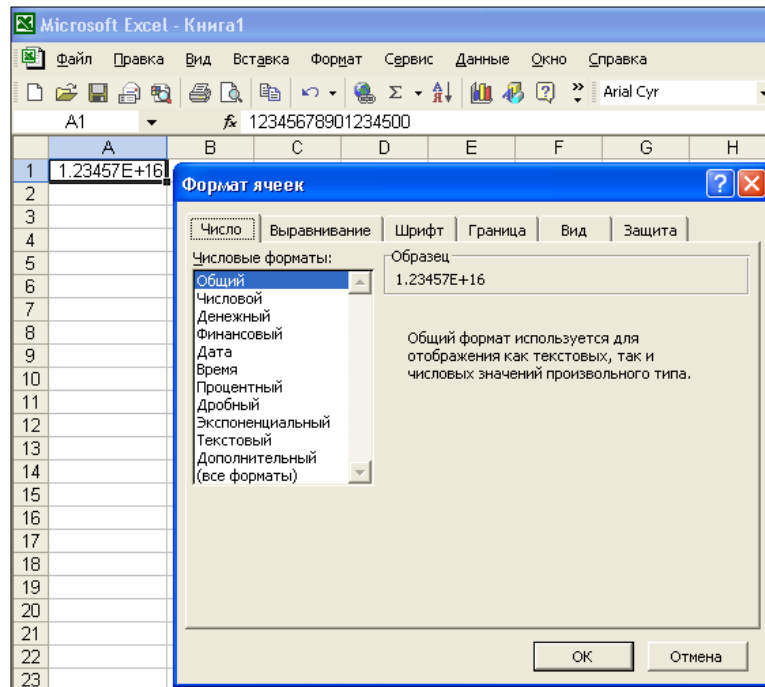 Microsoft Excel - Книга1
Файл Правка Вид Вставка Формат Сервис Данные Окно Справка
Arial Cyr
A1 fx 12345678901234500
A B C D E F G H
1 1.23457E+16
2
3
4
5
6
7
8
9
10
11
12
13
14
15
16
17
18
19
20
21
22
23
Формат ячеек
Число Выравнивание Шрифт Граница Вид Защита
Числовые форматы:
Общий
Числовой
Денежный
Финансовый
Дата
Время
Процентный
Дробный
Экспоненциальный
Текстовый
Дополнительный
(все форматы)
Образец
1.23457E+16
Общий формат используется для
отображения как текстовых, так и
числовых значений произвольного типа.
OK Отмена